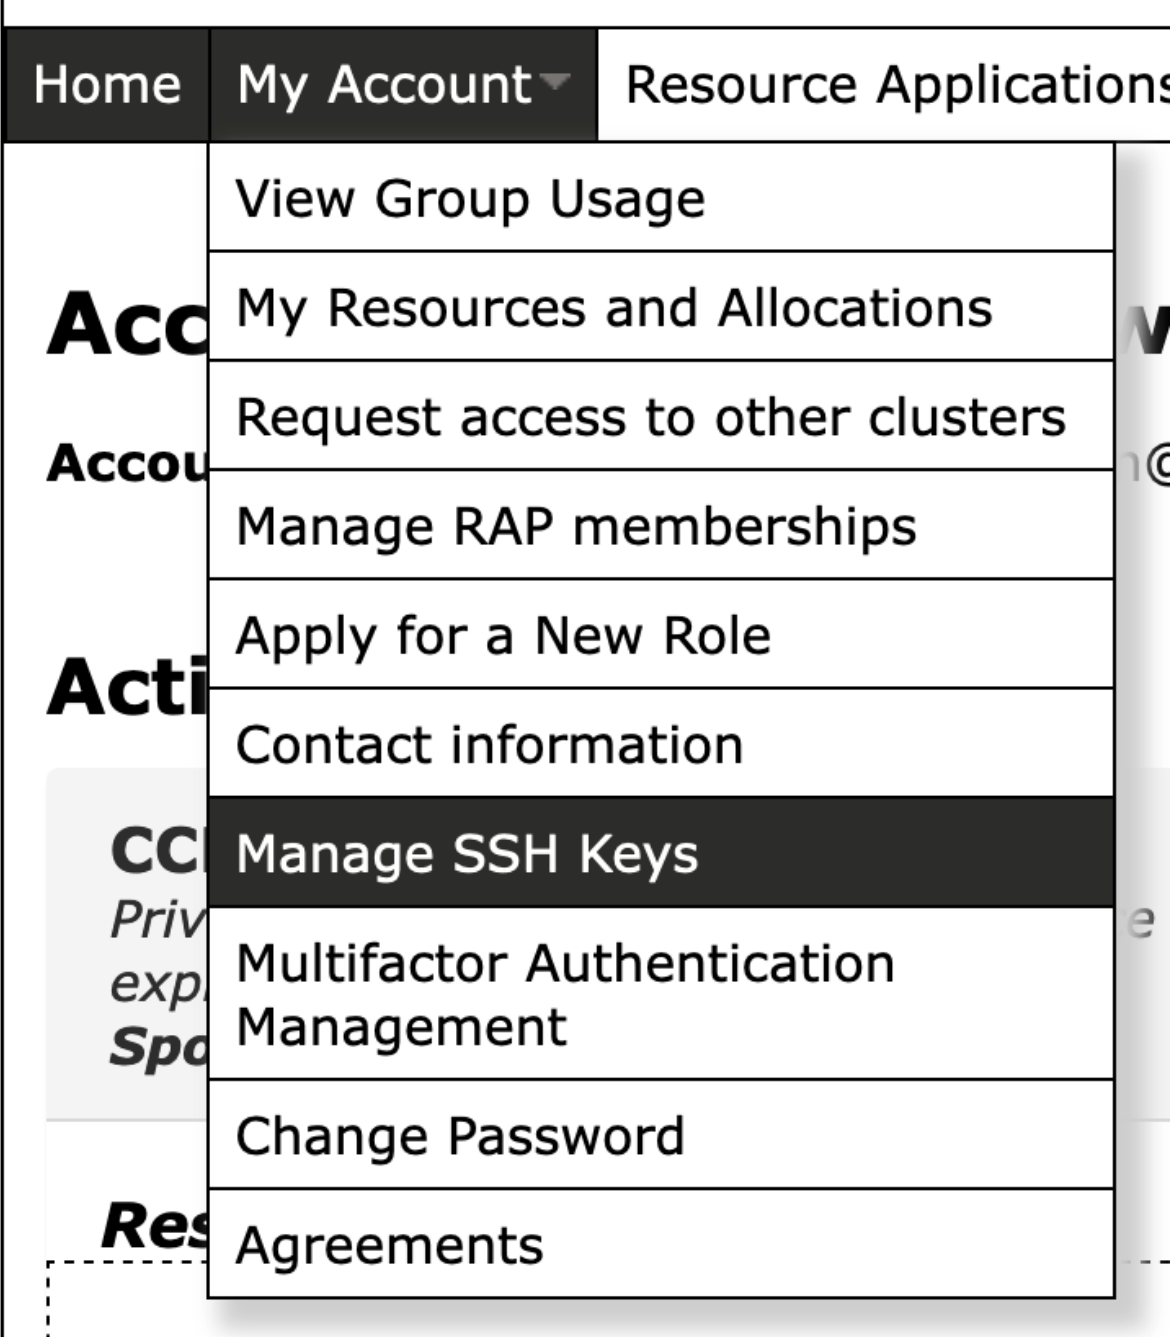 Home My Account Resource Applications
View Group Usage
My Resources and Allocations
Request access to other clusters
Manage RAP memberships
Apply for a New Role
Contact information
Manage SSH Keys
Multifactor Authentication
Management
Change Password
Agreements